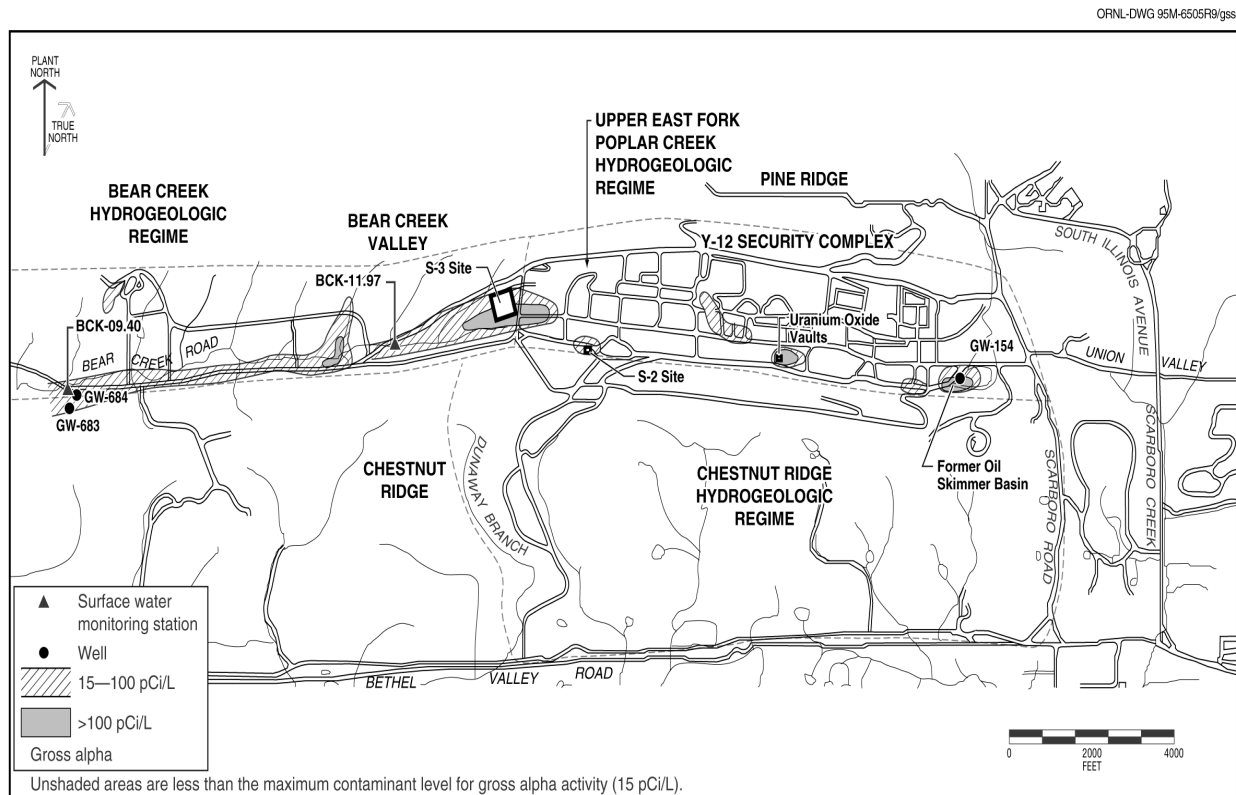 ORNL-DWG 95M-6505R9/gss
PLANT
NORTH
TRUE
NORTH
UPPER EAST FORK
POPLAR CREEK
HYDROGEOLOGIC
REGIME
PINE RIDGE
BEAR CREEK
HYDROGEOLOGIC
REGIME
BEAR CREEK
VALLEY
Y-12 SECURITY COMPLEX
SOUTH ILLINOIS AVENUE
S-3 Site
BCK-11.97
BCK-09.40
Uranium Oxide
Vaults
GW-154
BEAR CREEK ROAD
UNION VALLEY
S-2 Site
GW-684
GW-683
CHESTNUT
RIDGE
DUNAWAY BRANCH
CHESTNUT RIDGE
HYDROGEOLOGIC
REGIME
Former Oil
Skimmer Basin
SCARBORO ROAD
SCARBORO CREEK
BETHEL VALLEY ROAD
Surface water
monitoring station
Well
15—100 pCi/L
>100 pCi/L
Gross alpha
0 2000 4000
FEET
Unshaded areas are less than the maximum contaminant level for gross alpha activity (15 pCi/L).